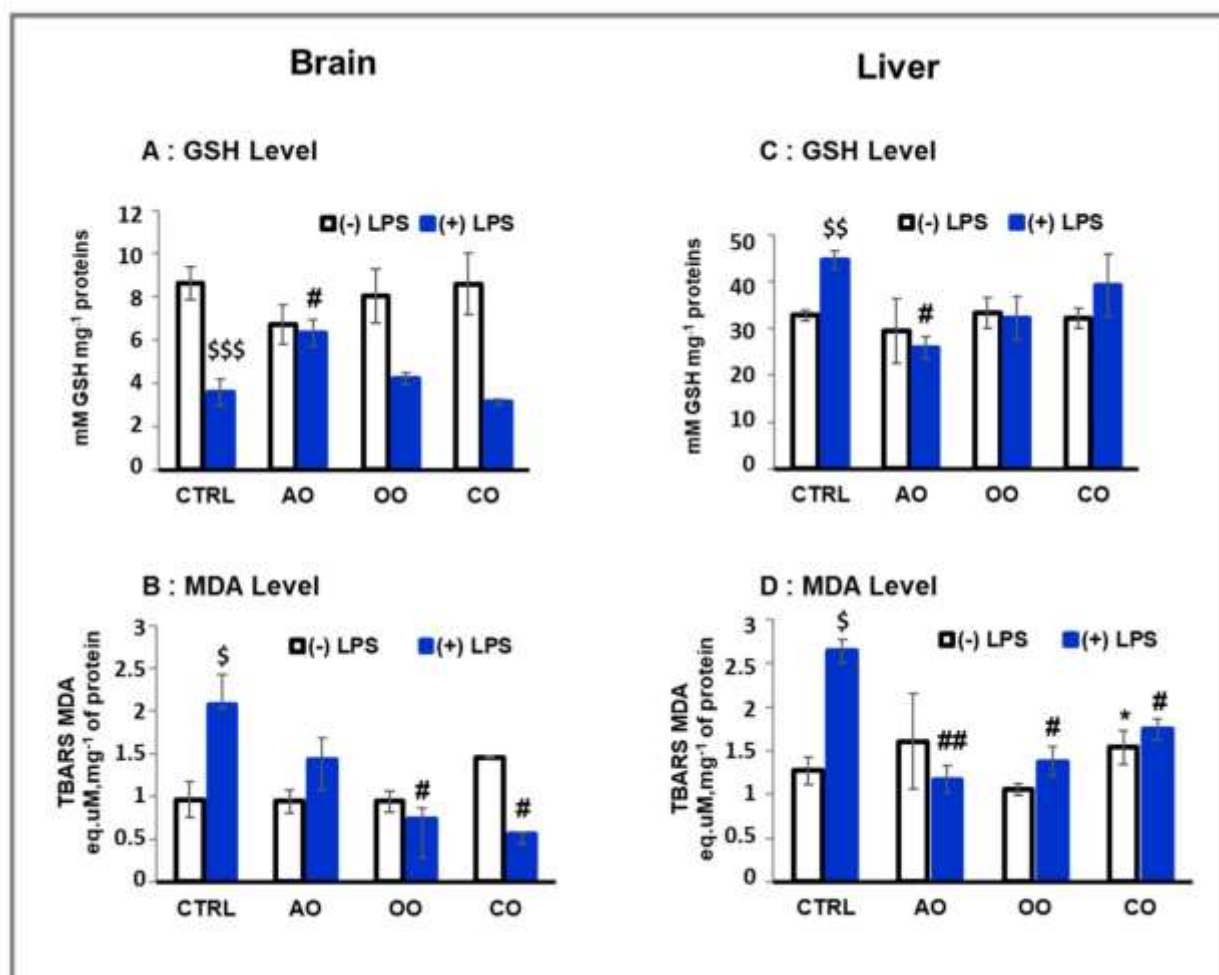 Brain
Liver
A : GSH Level
(-) LPS (+) LPS
mM GSH mg-1 proteins
12
10
8
6
4
2
0
$$$
#
CTRL AO OO CO
C : GSH Level
(-) LPS (+) LPS
mM GSH mg-1 proteins
50
40
30
20
10
0
$$
#
CTRL AO OO CO
B : MDA Level
(-) LPS (+) LPS
TBARS MDA
eq.uM,mg-1 of protein
3
2.5
2
1.5
1
0.5
0
$
#
#
CTRL AO OO CO
D : MDA Level
(-) LPS (+) LPS
TBARS MDA
eq.uM,mg-1 of protein
3
2.5
2
1.5
1
0.5
0
$
##
#
*
#
CTRL AO OO CO